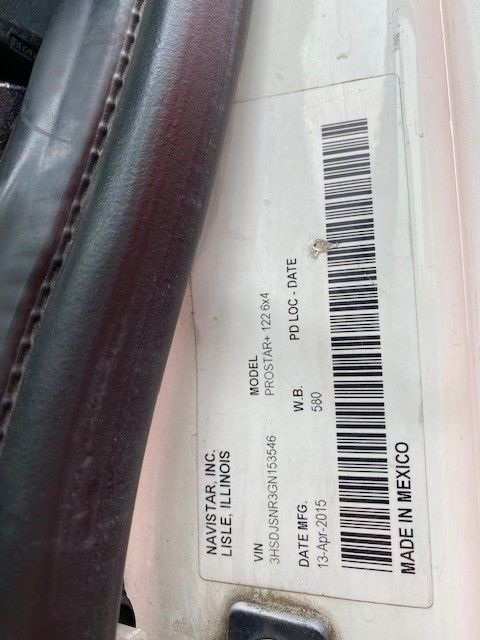 NAVISTAR, INC.
LISLE, ILLINOIS
VIN
3HSDJSNR3GN153546
MODEL
PROSTAR+ 122 6x4
DATE MFG.
13-Apr-2015
W.B.
580
PD LOC - DATE
MADE IN MEXICO